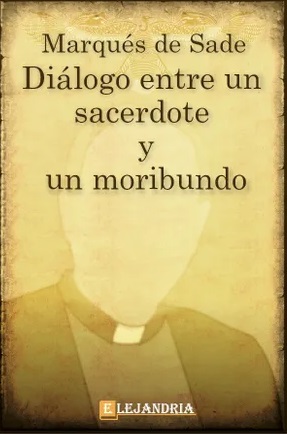 Marqués de Sade
Diálogo entre un
sacerdote
y
un moribundo
ELEJANDRIA